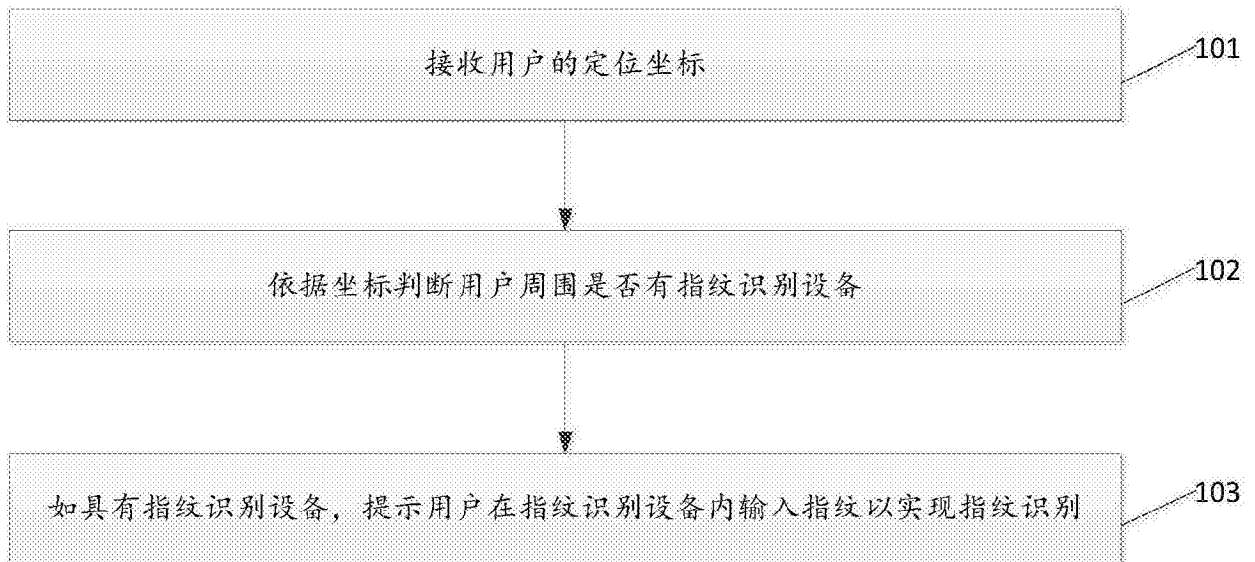 接收用户的定位坐标
101
依据坐标判断用户周围是否有指纹识别设备
102
如具有指纹识别设备，提示用户在指纹识别设备内输入指纹以实现指纹识别
103